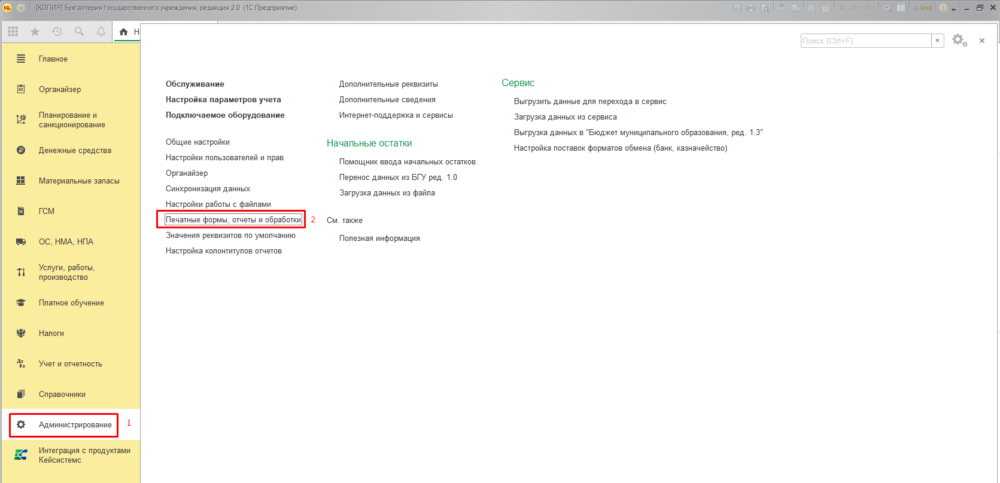 [КОПИЯ] Бухгалтерия государственного учреждения, редакция 2.0 (1С:Предприятие)
M M+ M-
lexa
Н
Поиск (Ctrl+F)
Главное
Органайзер
Планирование и
санкционирование
Денежные средства
Материальные запасы
ГСМ
ОС, НМА, НПА
Услуги, работы,
производство
Платное обучение
Налоги
Учет и отчетность
Справочники
Администрирование
1
Интеграция с продуктами
Кейсистемс
Обслуживание
Настройка параметров учета
Подключаемое оборудование
Общие настройки
Настройки пользователей и прав
Органайзер
Синхронизация данных
Настройки работы с файлами
Печатные формы, отчеты и обработки
2
Значения реквизитов по умолчанию
Настройка колонтитулов отчетов
Дополнительные реквизиты
Дополнительные сведения
Интернет-поддержка и сервисы
Начальные остатки
Помощник ввода начальных остатков
Перенос данных из БГУ ред. 1.0
Загрузка данных из файла
См. также
Полезная информация
Сервис
Выгрузить данные для перехода в сервис
Загрузка данных из сервиса
Выгрузка данных в "Бюджет муниципального образования, ред. 1.3"
Настройка поставок форматов обмена (банк, казначейство)